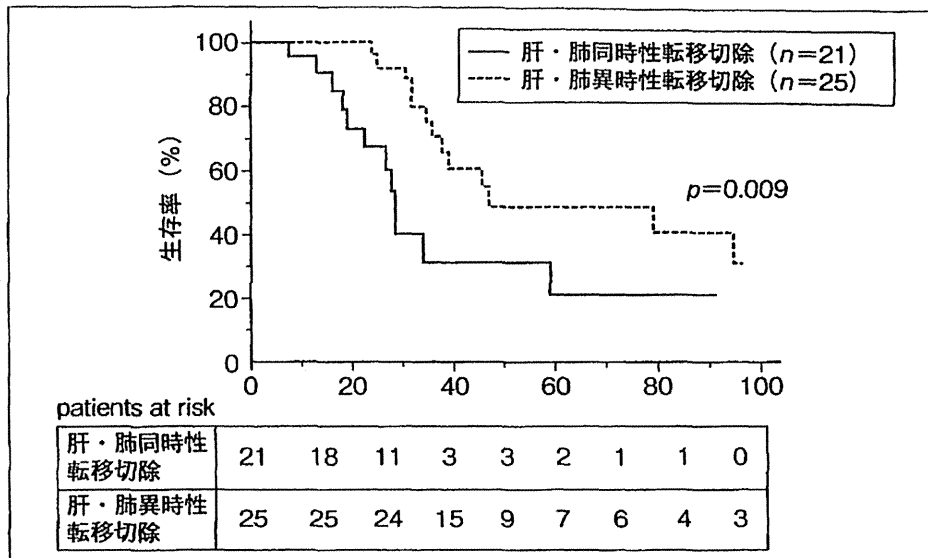 肝・肺同時性転移切除（n=21）
肝・肺異時性転移切除（n=25）
生存率（%）
100
80
60
40
20
0
p=0.009
0 20 40 60 80 100
patients at risk
肝・肺同時性
転移切除 21 18 11 3 3 2 1 1 0
肝・肺異時性
転移切除 25 25 24 15 9 7 6 4 3